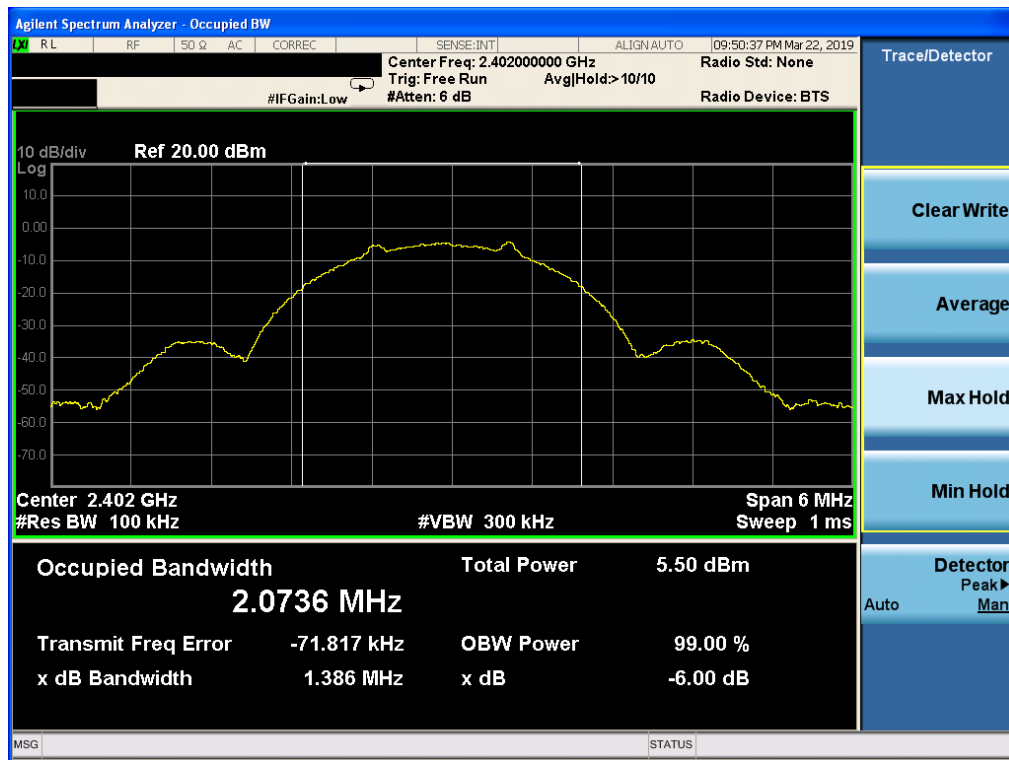 Agilent Spectrum Analyzer - Occupied BW
LXI RL RF 50 Ω AC CORREC SENSE:INT ALIGN AUTO 09:50:37 PM Mar 22, 2019
Center Freq: 2.402000000 GHz Radio Std: None
Trig: Free Run Avg|Hold:>10/10
#IFGain:Low #Atten: 6 dB Radio Device: BTS
10 dB/div Ref 20.00 dBm
Log
10.0
0.00
-10.0
-20.0
-30.0
-40.0
-50.0
-60.0
-70.0
Center 2.402 GHz Span 6 MHz
#Res BW 100 kHz #VBW 300 kHz Sweep 1 ms
Occupied Bandwidth Total Power 5.50 dBm
2.0736 MHz
Transmit Freq Error -71.817 kHz OBW Power 99.00 %
x dB Bandwidth 1.386 MHz x dB -6.00 dB
MSG STATUS
Trace/Detector
Clear Write
Average
Max Hold
Min Hold
Detector
Peak▶
Auto Man